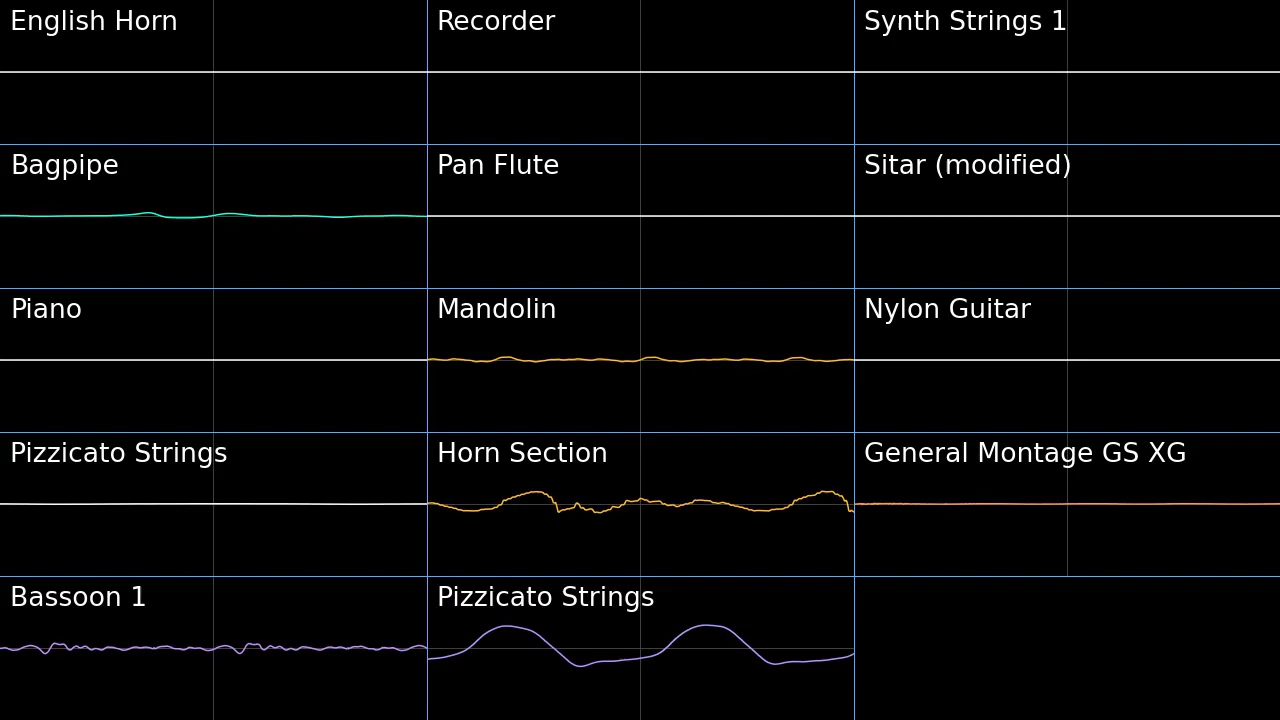 English Horn
Recorder
Synth Strings 1
Bagpipe
Pan Flute
Sitar (modified)
Piano
Mandolin
Nylon Guitar
Pizzicato Strings
Horn Section
General Montage GS XG
Bassoon 1
Pizzicato Strings